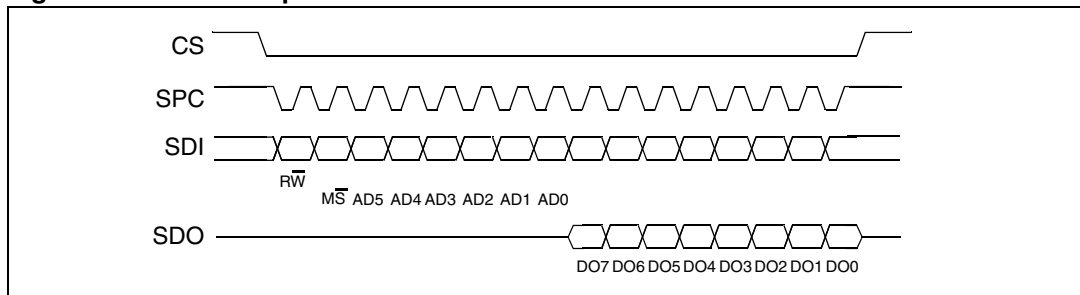 CS
SPC
SDI
RW̅
MS̅ AD5 AD4 AD3 AD2 AD1 AD0
SDO
DO7 DO6 DO5 DO4 DO3 DO2 DO1 DO0